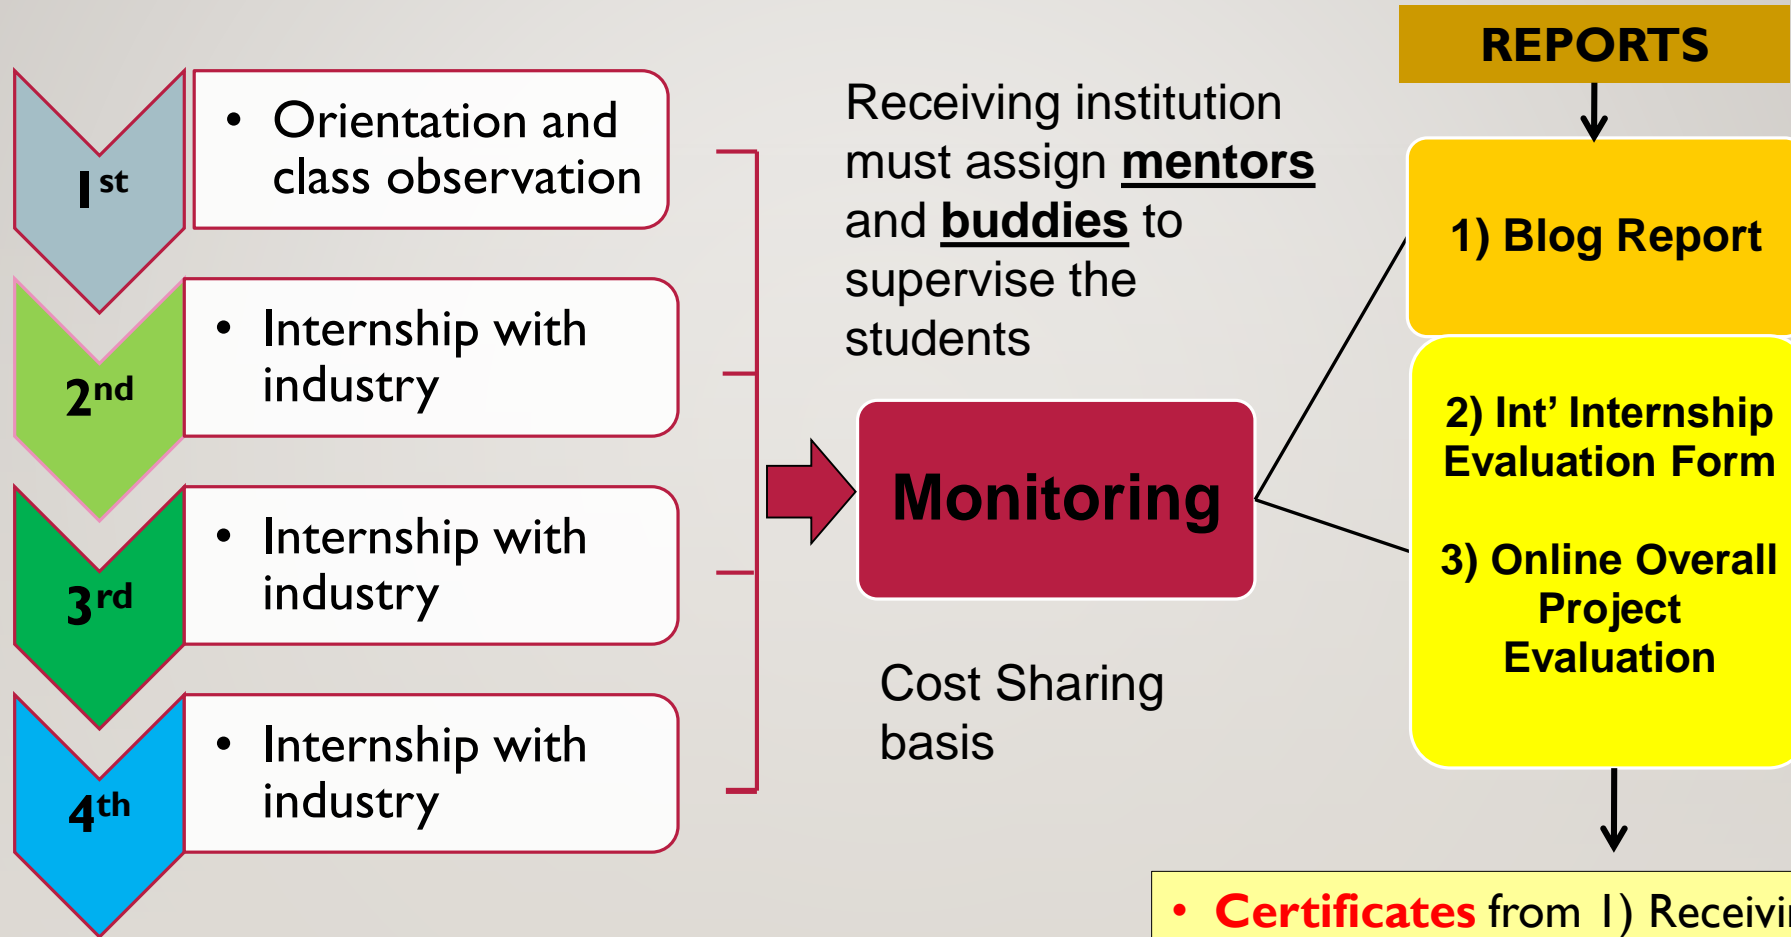 1st
• Orientation and
class observation
2nd
• Internship with
industry
3rd
• Internship with
industry
4th
• Internship with
industry
Receiving institution
must assign mentors
and buddies to
supervise the
students
Monitoring
Cost Sharing
basis
REPORTS
1) Blog Report
2) Int’ Internship
Evaluation Form
3) Online Overall
Project
Evaluation
• Certificates from 1)